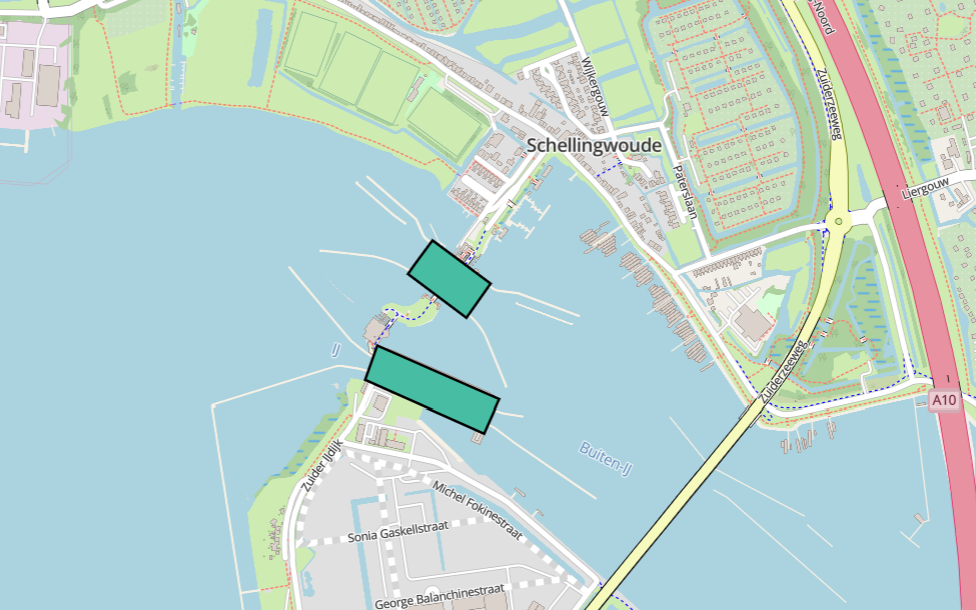 -Noord
Zuiderzeeweg
Wijkergouw
Schellingwoude
Paterslaan
Liergouw
IJ
Zuiderzeeweg
A10
Buiten-IJ
Zuider IJdijk
Michel Fokinestraat
Sonia Gaskellstraat
George Balanchinestraat